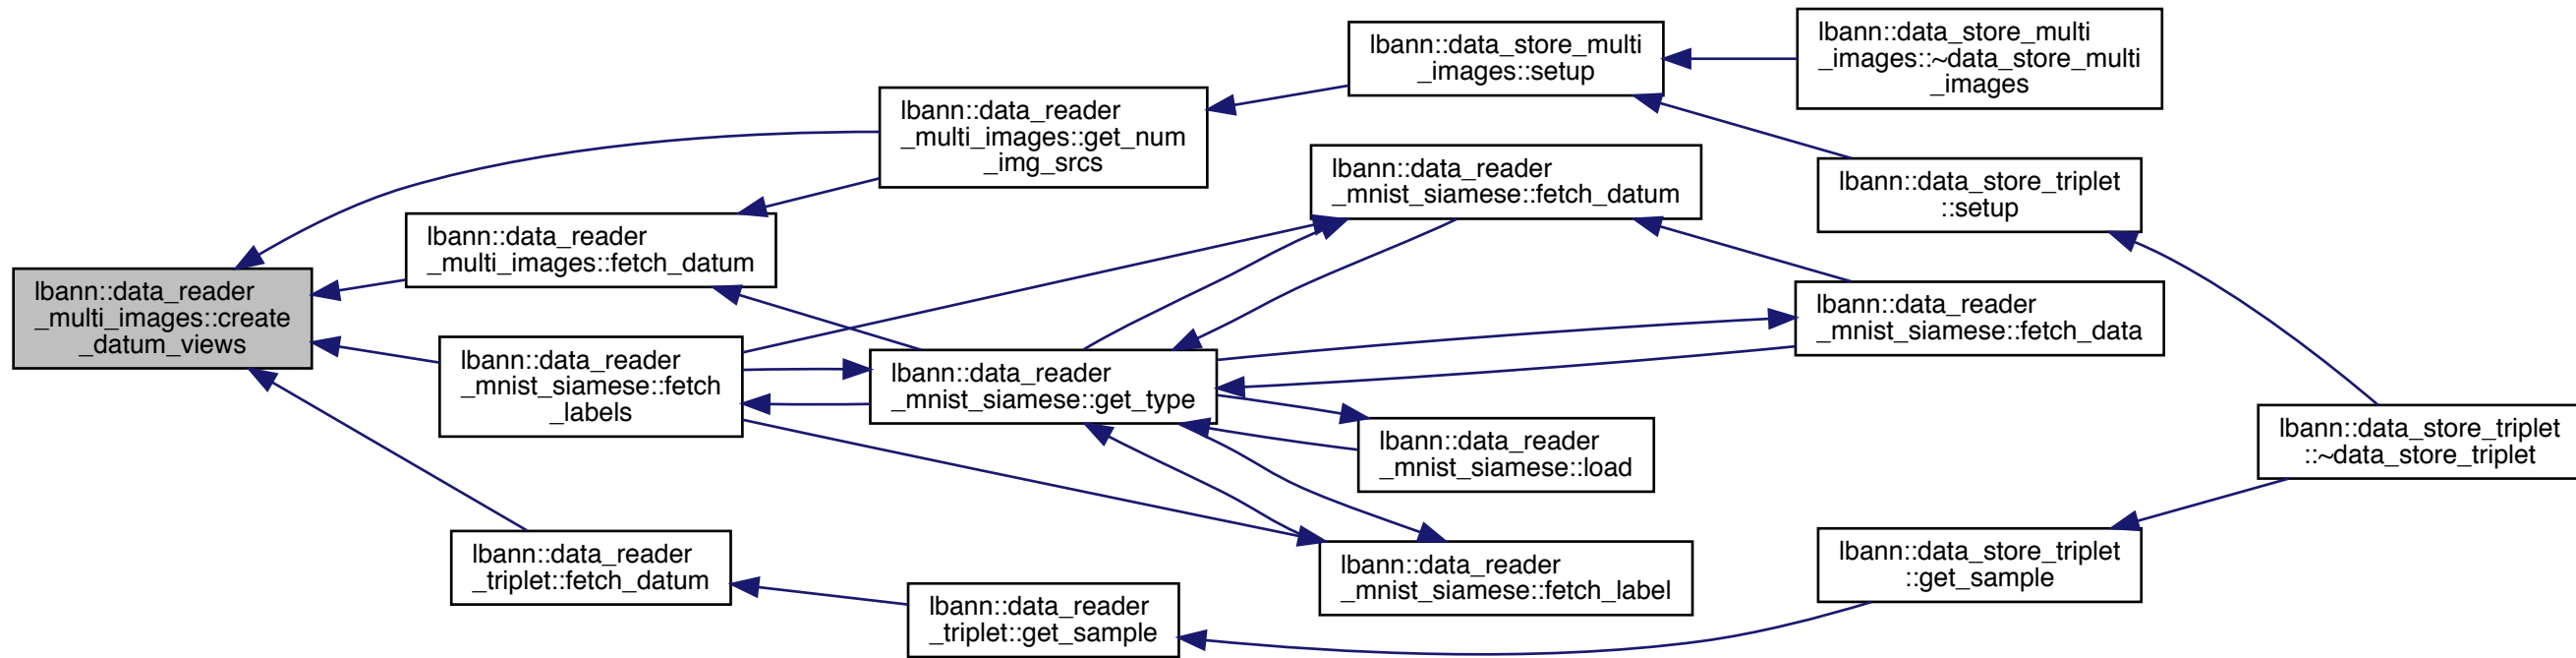 lbann::data_reader
_multi_images::create
_datum_views
lbann::data_reader
_multi_images::get_num
_img_srcs
lbann::data_reader
_multi_images::fetch_datum
lbann::data_reader
_mnist_siamese::fetch
_labels
lbann::data_reader
_triplet::fetch_datum
lbann::data_store_multi
_images::setup
lbann::data_store_multi
_images::~data_store_multi
_images
lbann::data_reader
_mnist_siamese::fetch_datum
lbann::data_store_triplet
::setup
lbann::data_reader
_mnist_siamese::fetch_data
lbann::data_reader
_mnist_siamese::get_type
lbann::data_reader
_mnist_siamese::load
lbann::data_store_triplet
::~data_store_triplet
lbann::data_reader
_mnist_siamese::fetch_label
lbann::data_store_triplet
::get_sample
lbann::data_reader
_triplet::get_sample